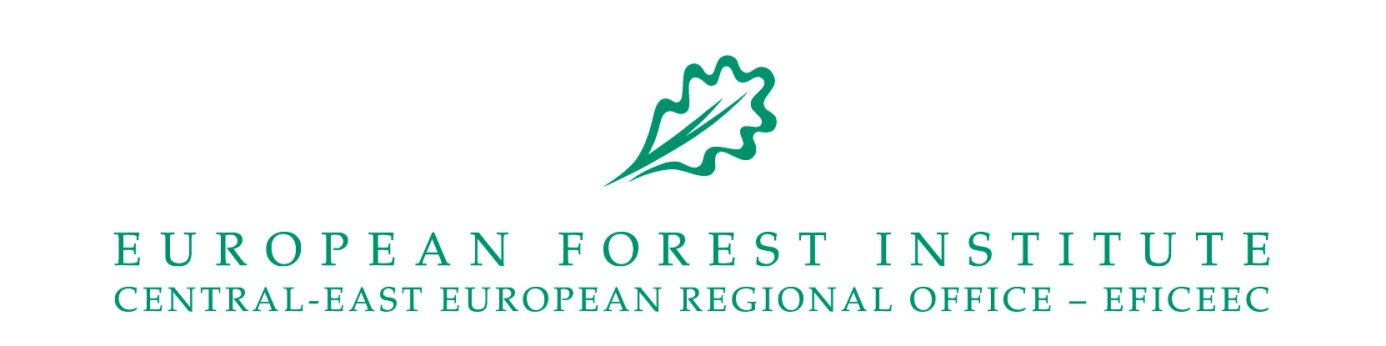 EUROPEAN FOREST INSTITUTE
CENTRAL-EAST EUROPEAN REGIONAL OFFICE – EFICEEC